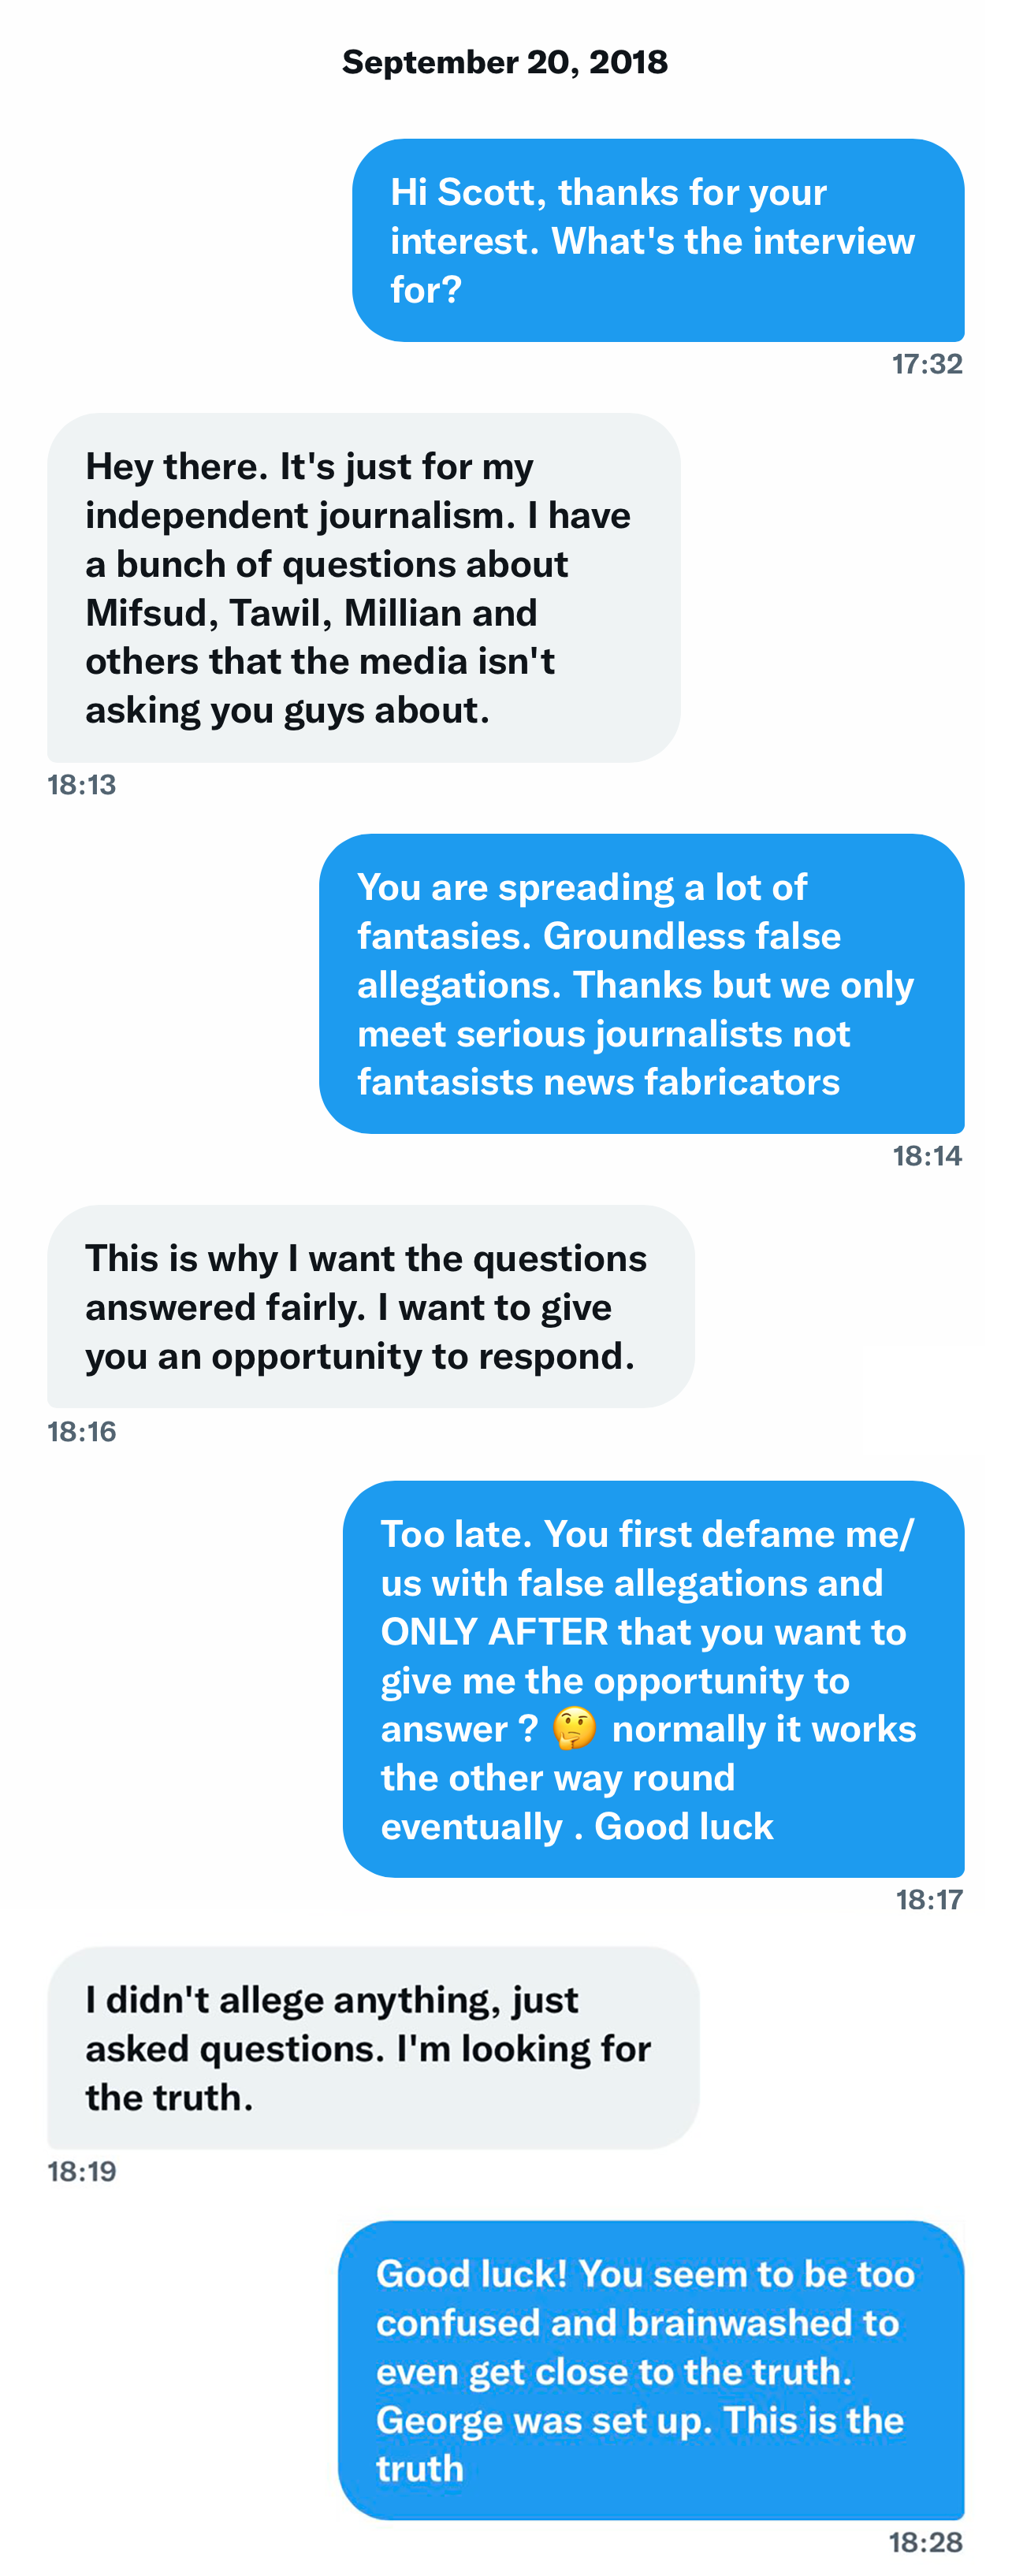 September 20, 2018
Hi Scott, thanks for your
interest. What's the interview
for?
17:32
Hey there. It's just for my
independent journalism. I have
a bunch of questions about
Mifsud, Tawil, Millian and
others that the media isn't
asking you guys about.
18:13
You are spreading a lot of
fantasies. Groundless false
allegations. Thanks but we only
meet serious journalists not
fantasists news fabricators
18:14
This is why I want the questions
answered fairly. I want to give
you an opportunity to respond.
18:16
Too late. You first defame me/
us with false allegations and
ONLY AFTER that you want to
give me the opportunity to
answer ? 🤔 normally it works
the other way round
eventually . Good luck
18:17
I didn't allege anything, just
asked questions. I'm looking for
the truth.
18:19
Good luck! You seem to be too
confused and brainwashed to
even get close to the truth.
George was set up. This is the
truth
18:28